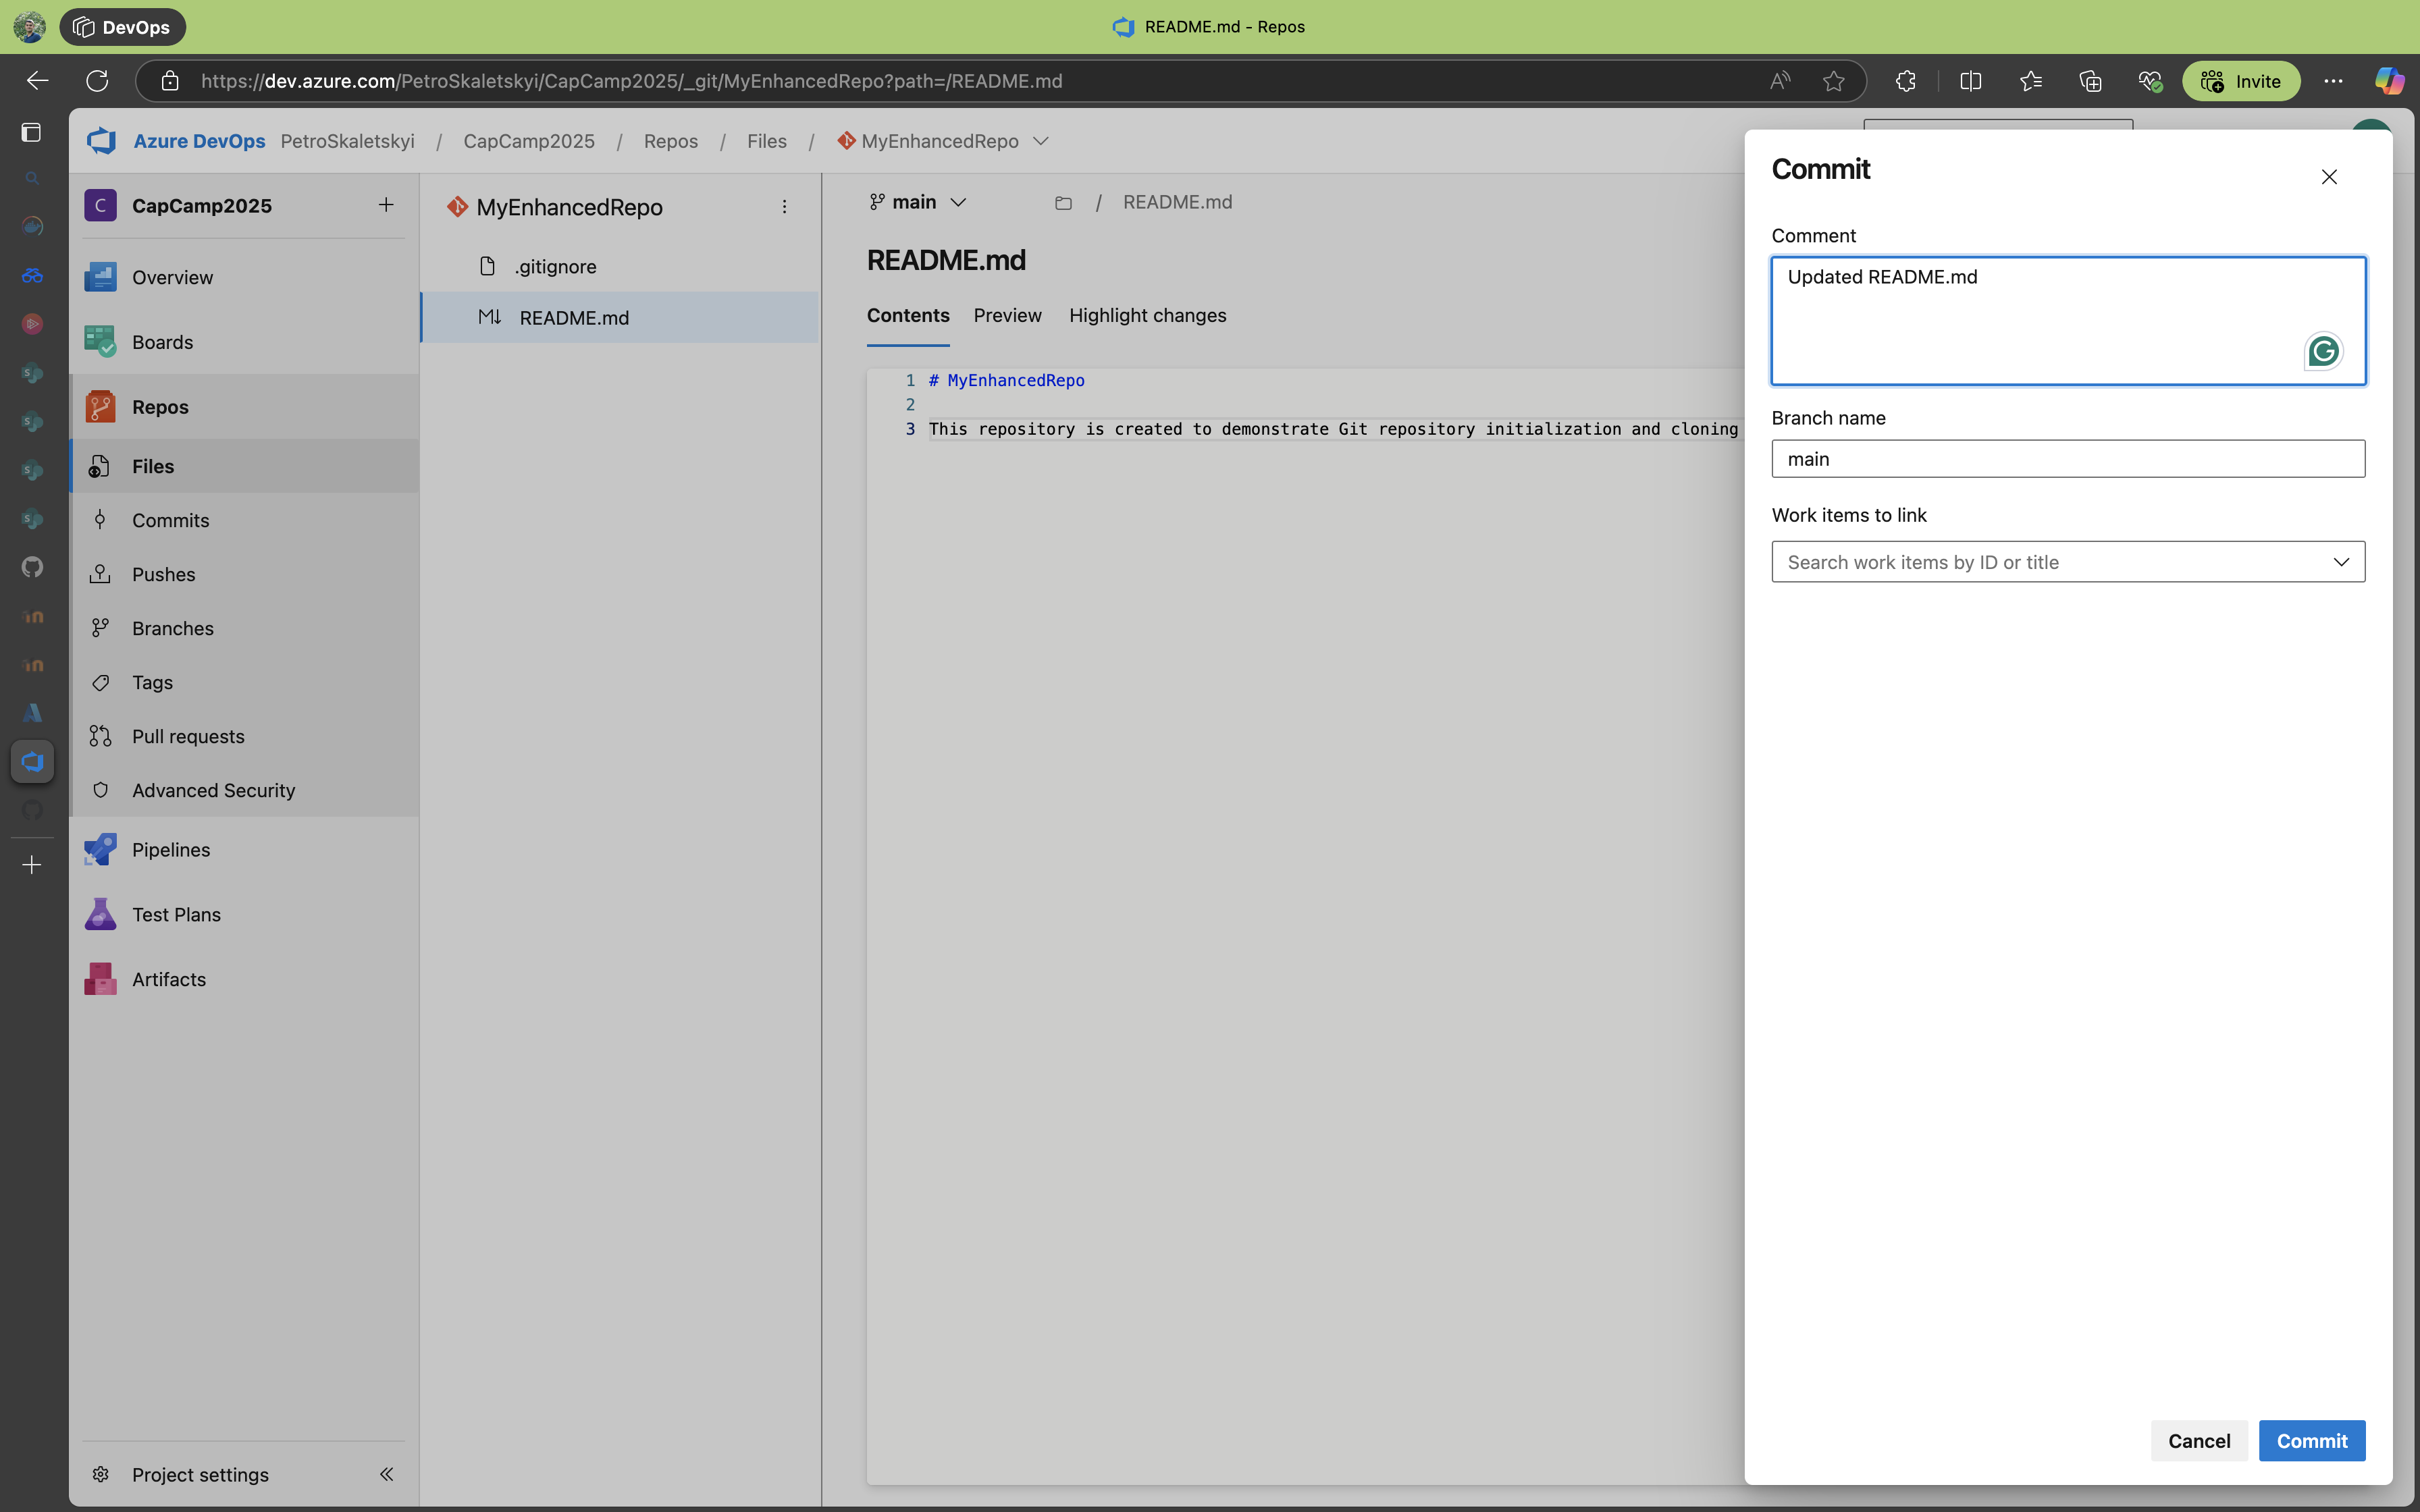 DevOps
README.md - Repos
https://dev.azure.com/PetroSkaletskyi/CapCamp2025/_git/MyEnhancedRepo?path=/README.md
Invite
Azure DevOps PetroSkaletskyi / CapCamp2025 / Repos / Files / MyEnhancedRepo
C CapCamp2025
Overview
Boards
Repos
Files
Commits
Pushes
Branches
Tags
Pull requests
Advanced Security
Pipelines
Test Plans
Artifacts
Project settings
MyEnhancedRepo
.gitignore
README.md
main / README.md
README.md
Contents Preview Highlight changes
1 # MyEnhancedRepo
2
3 This repository is created to demonstrate Git repository initialization and cloning
Commit
Comment
Updated README.md
Branch name
main
Work items to link
Search work items by ID or title
Cancel Commit